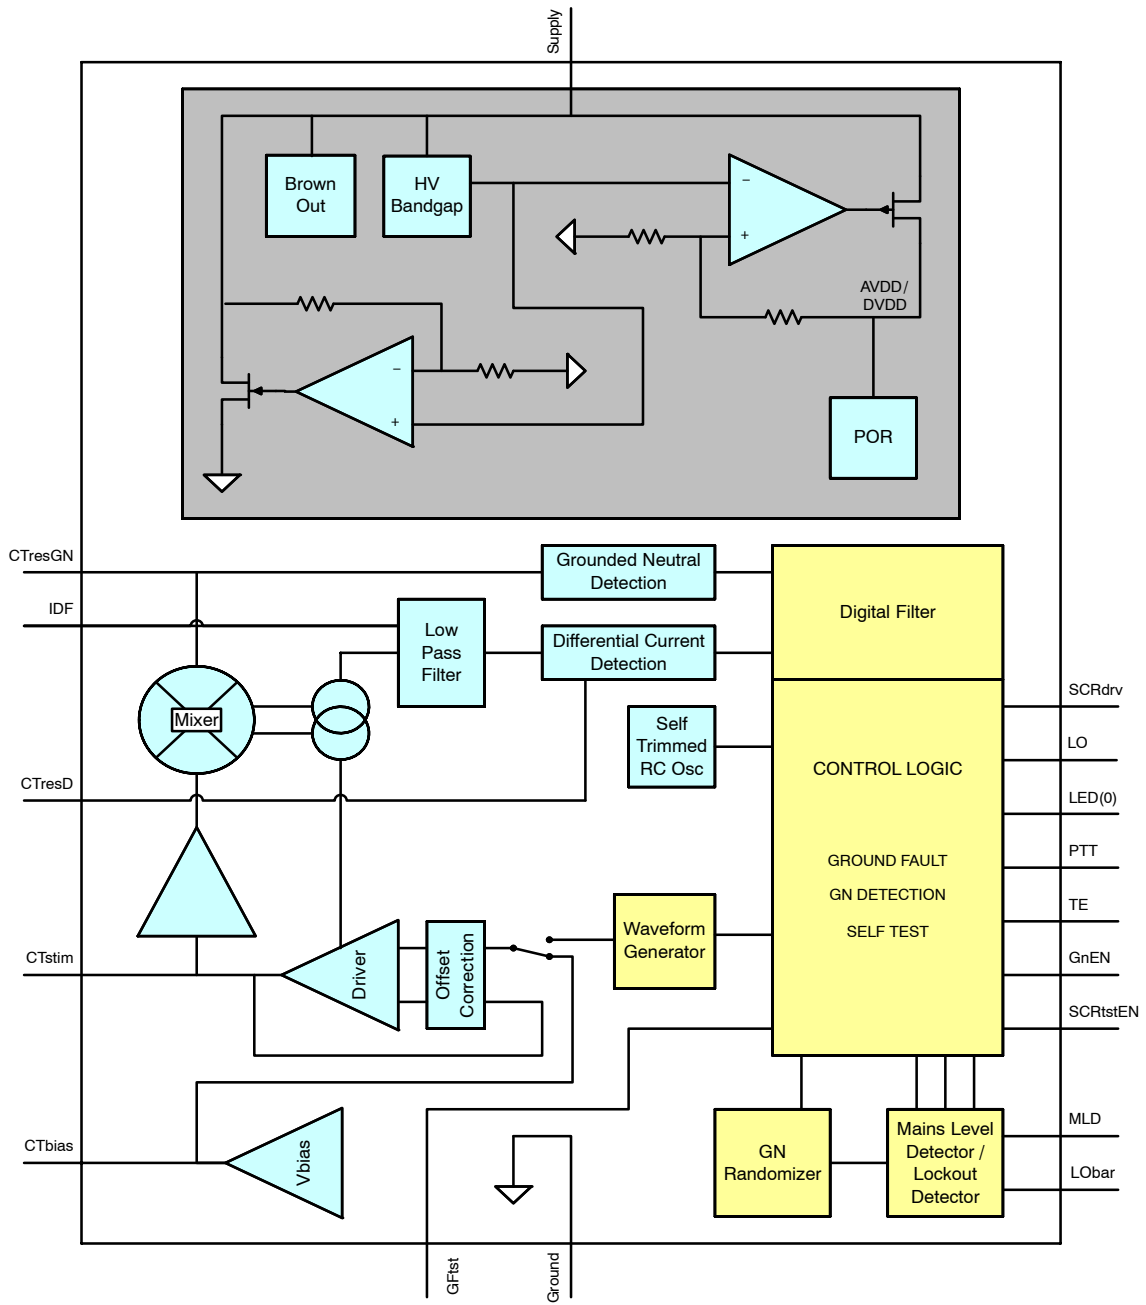 Supply
Brown
Out
HV
Bandgap
−
+
AVDD/
DVDD
−
+
POR
CTresGN
IDF
CTresD
CTstim
CTbias
Grounded Neutral
Detection
Low
Pass
Filter
Differential Current
Detection
Mixer
Self
Trimmed
RC Osc
Digital Filter
CONTROL LOGIC
GROUND FAULT
GN DETECTION
SELF TEST
Waveform
Generator
Driver
Offset
Correction
Vbias
GN
Randomizer
Mains Level
Detector /
Lockout
Detector
SCRdrv
LO
LED(0)
PTT
TE
GnEN
SCRtstEN
MLD
LObar
GFtst
Ground